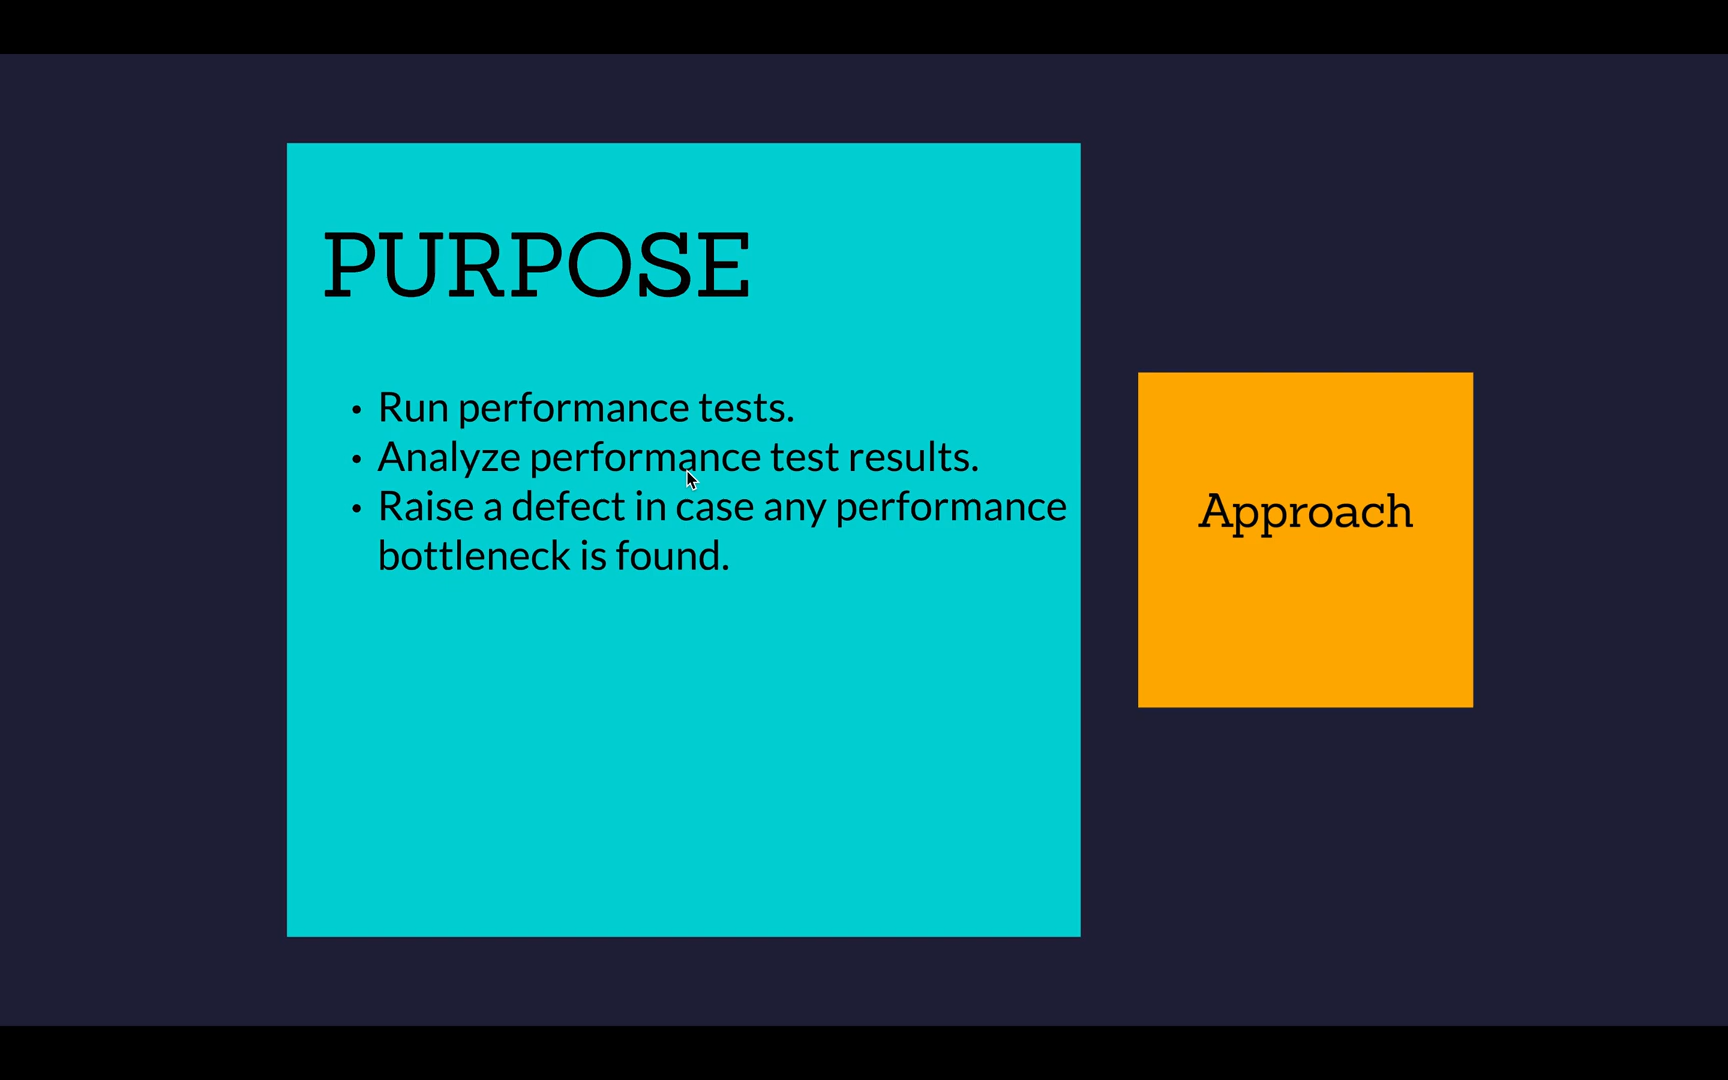 PURPOSE
• Run performance tests.
• Analyze performance test results.
• Raise a defect in case any performance
bottleneck is found.
Approach